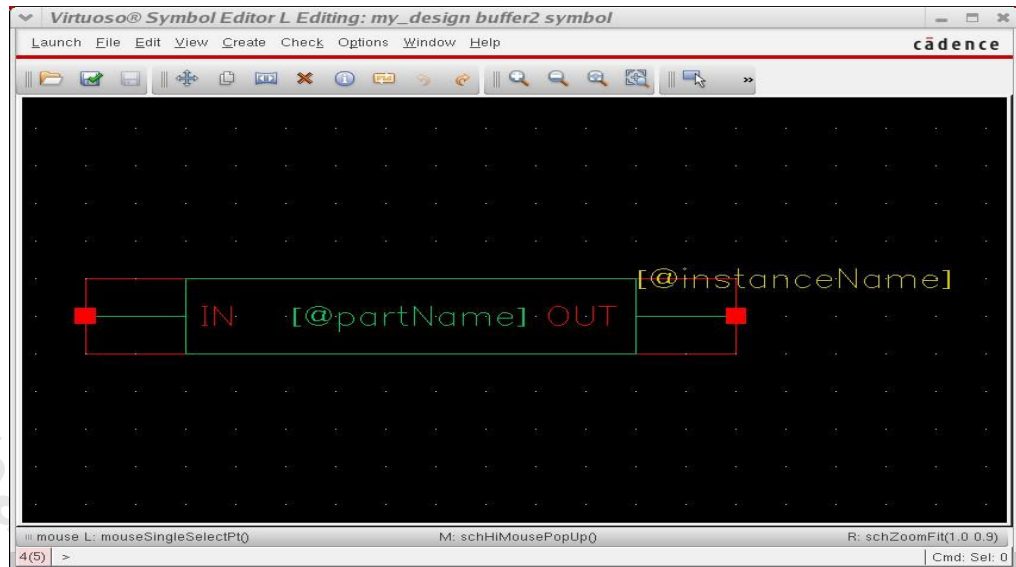 Virtuoso® Symbol Editor L Editing: my_design buffer2 symbol
Launch File Edit View Create Check Options Window Help cādence
»
[@instanceName]
IN [@partName] OUT
mouse L: mouseSingleSelectPt() M: schHiMousePopUp() R: schZoomFit(1.0 0.9)
4(5) > Cmd: Sel: 0